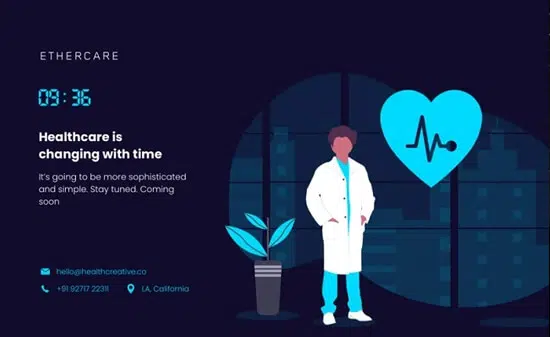 ETHERCARE
09:36
Healthcare is
changing with time
It's going to be more sophisticated
and simple. Stay tuned. Coming
soon
hello@healthcreative.co
+91 92717 22311 LA, California